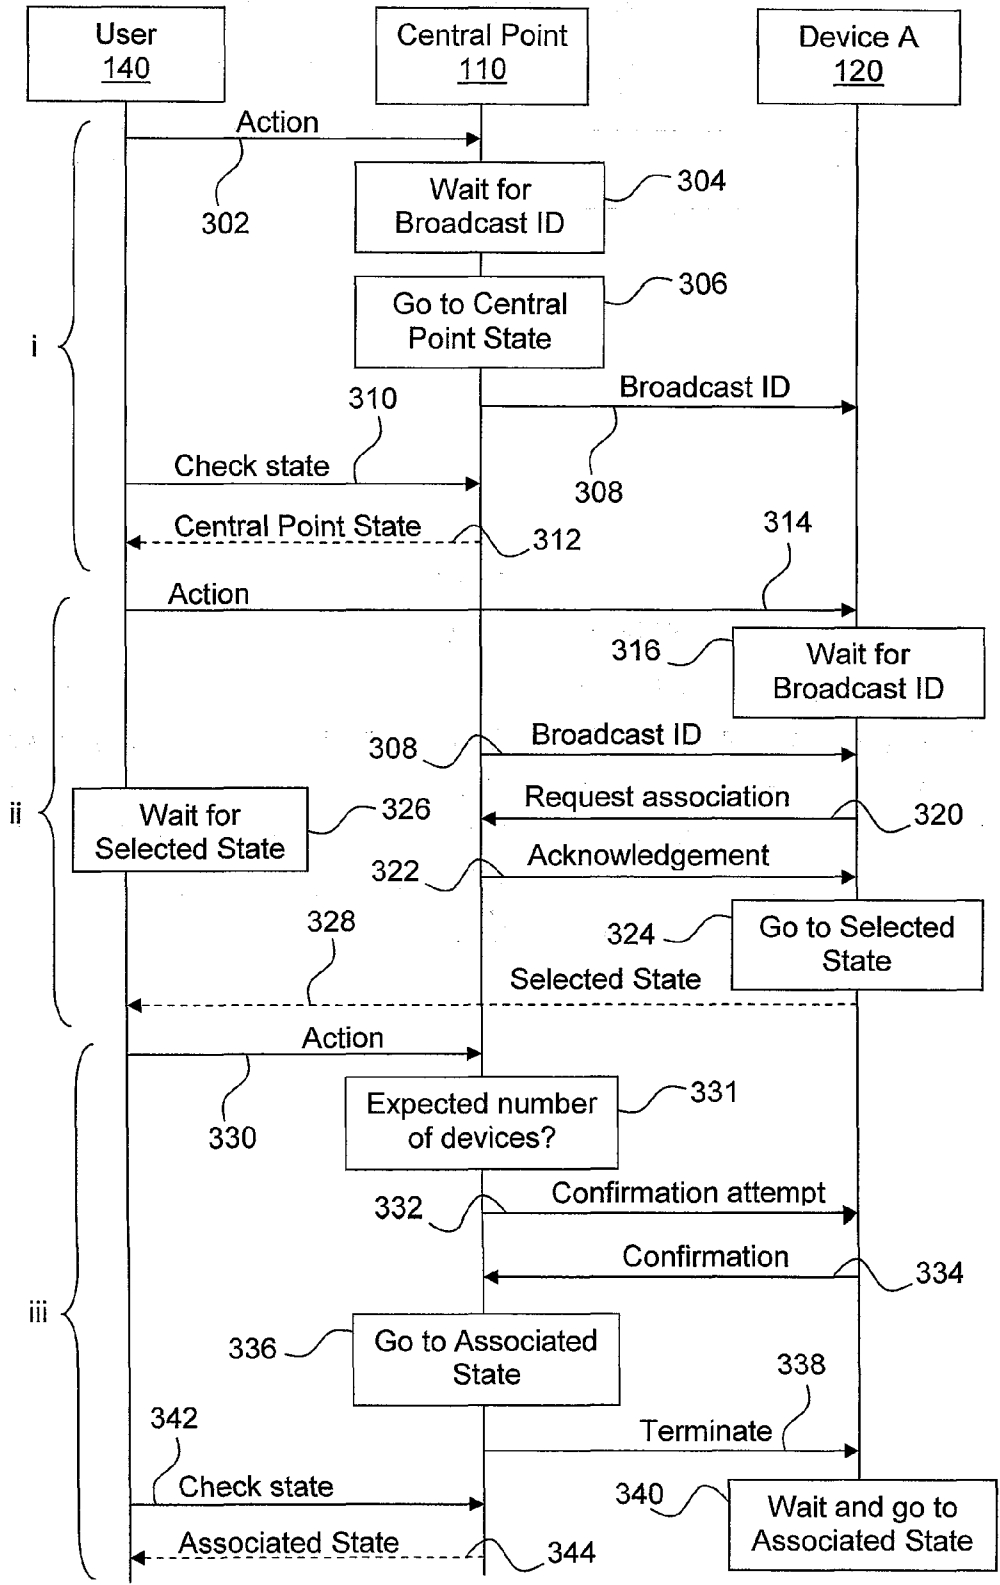 User
140
Central Point
110
Device A
120
Action
302
Wait for
Broadcast ID
304
Go to Central
Point State
306
i
Broadcast ID
308
310
Check state
Central Point State
312
314
Action
316
Wait for
Broadcast ID
308
Broadcast ID
ii
Wait for
Selected State
326
Request association
320
322
Acknowledgement
324
Go to Selected
State
328
Selected State
Action
330
Expected number
of devices?
331
332
Confirmation attempt
Confirmation
334
iii
336
Go to Associated
State
338
Terminate
342
Check state
340
Wait and go to
Associated State
Associated State
344